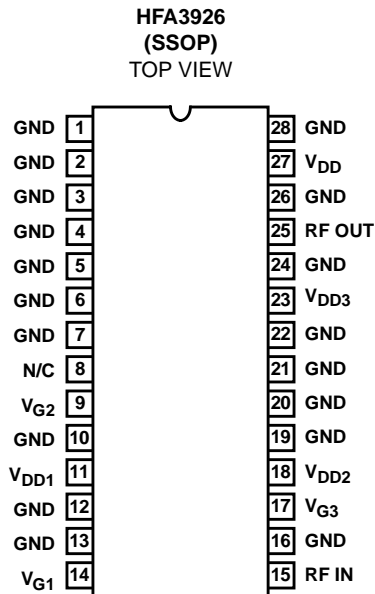 HFA3926
(SSOP)
TOP VIEW
GND 1 28 GND
GND 2 27 VDD
GND 3 26 GND
GND 4 25 RF OUT
GND 5 24 GND
GND 6 23 VDD3
GND 7 22 GND
N/C 8 21 GND
VG2 9 20 GND
GND 10 19 GND
VDD1 11 18 VDD2
GND 12 17 VG3
GND 13 16 GND
VG1 14 15 RF IN